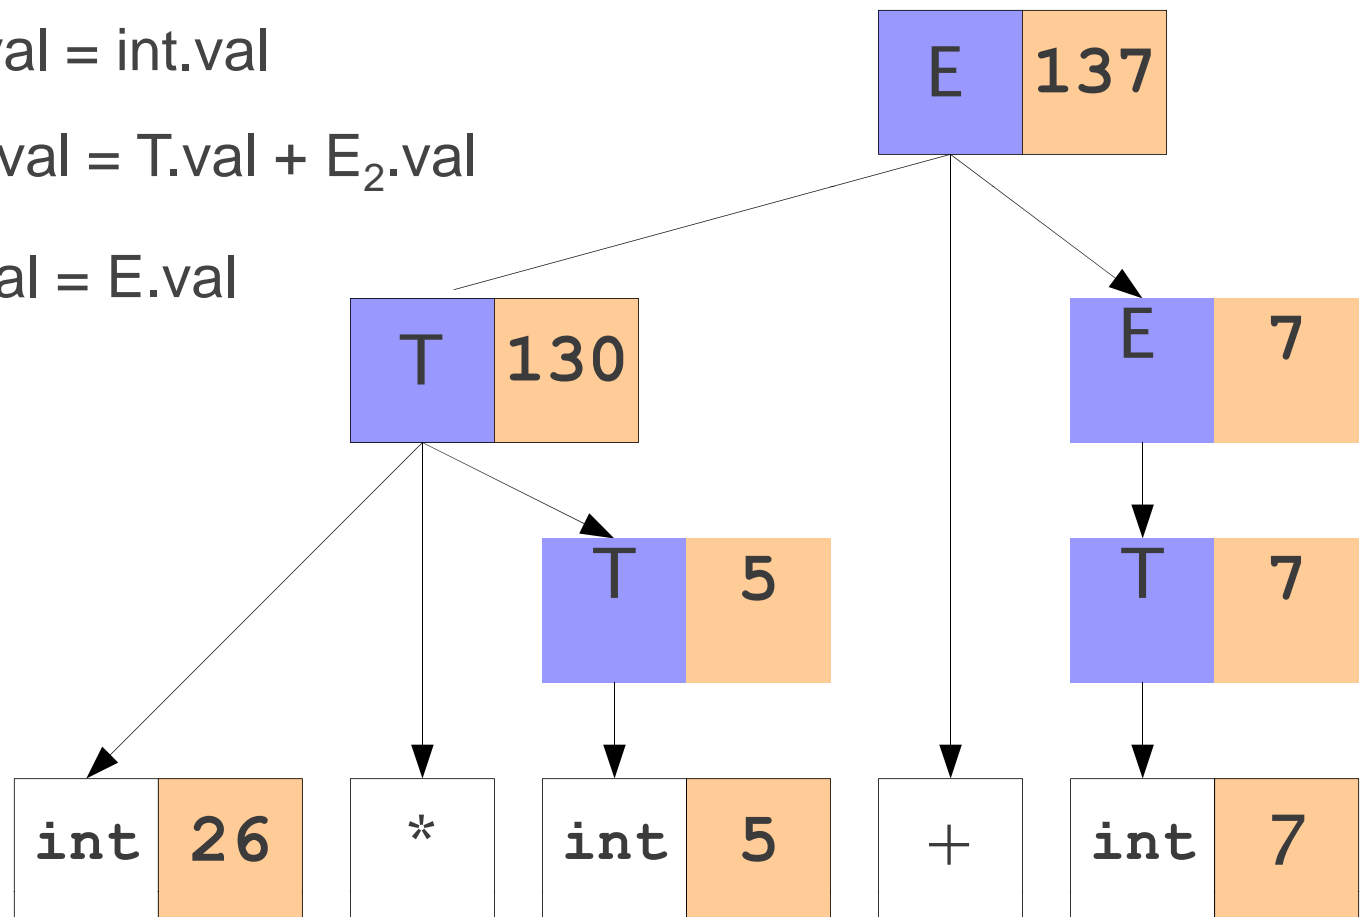 val = int.val
E 137
.val = T.val + E₂.val
al = E.val
T 130
E 7
T 5
T 7
int 26 * int 5 + int 7